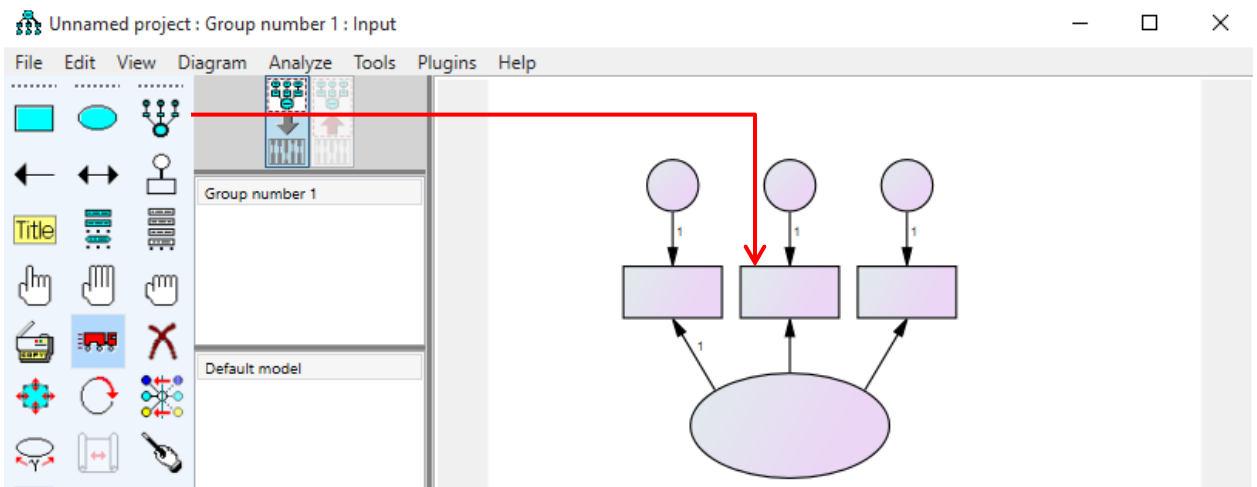 Unnamed project : Group number 1 : Input
File Edit View Diagram Analyze Tools Plugins Help
Group number 1
Title
Default model
COPY
γ
1
1
1
1